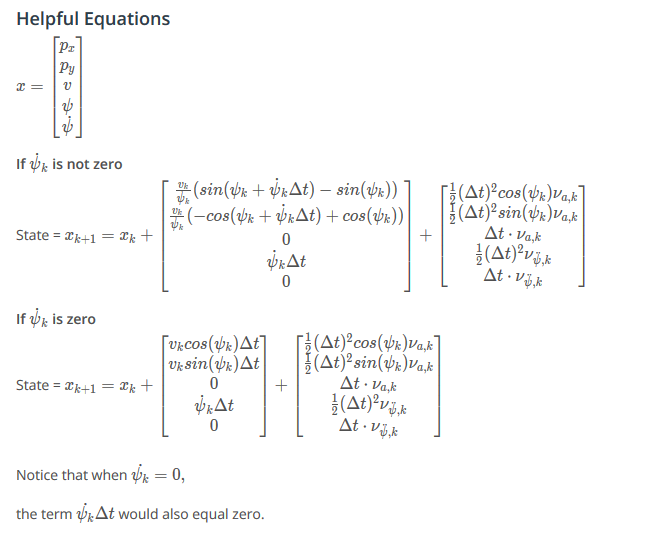 Helpful Equations
x = [p_x; p_y; v; ψ; ψ̇]
If ψ̇_k is not zero
State = x_{k+1} = x_k + [v_k/ψ̇_k (sin(ψ_k + ψ̇_kΔt) − sin(ψ_k)); v_k/ψ̇_k (−cos(ψ_k + ψ̇_kΔt) + cos(ψ_k)); 0; ψ̇_kΔt; 0] + [1/2(Δt)²cos(ψ_k)ν_{a,k}; 1/2(Δt)²sin(ψ_k)ν_{a,k}; Δt · ν_{a,k}; 1/2(Δt)²ν_{ψ̈,k}; Δt · ν_{ψ̈,k}]
If ψ̇_k is zero
State = x_{k+1} = x_k + [v_kcos(ψ_k)Δt; v_ksin(ψ_k)Δt; 0; ψ̇_kΔt; 0] + [1/2(Δt)²cos(ψ_k)ν_{a,k}; 1/2(Δt)²sin(ψ_k)ν_{a,k}; Δt · ν_{a,k}; 1/2(Δt)²ν_{ψ̈,k}; Δt · ν_{ψ̈,k}]
Notice that when ψ̇_k = 0,
the term ψ̇_kΔt would also equal zero.